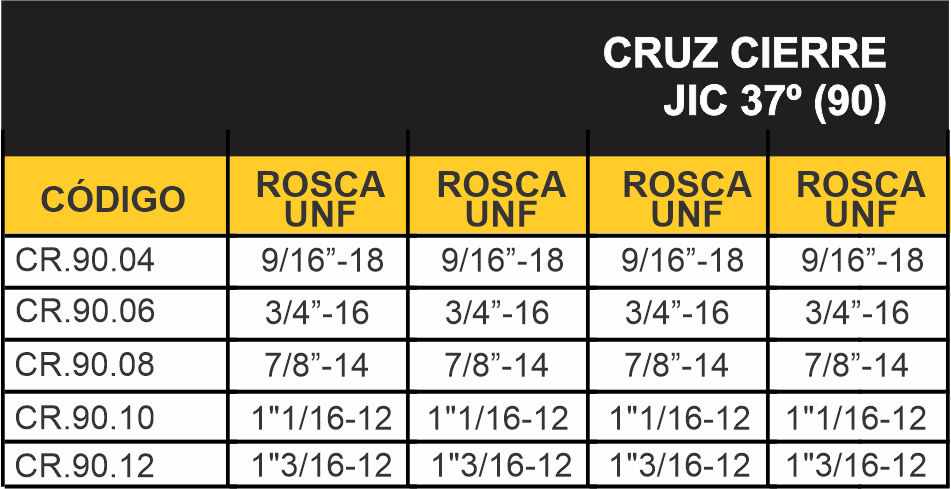 CRUZ CIERRE
JIC 37º (90)
CÓDIGO ROSCA UNF ROSCA UNF ROSCA UNF ROSCA UNF
CR.90.04 9/16”-18 9/16”-18 9/16”-18 9/16”-18
CR.90.06 3/4”-16 3/4”-16 3/4”-16 3/4”-16
CR.90.08 7/8”-14 7/8”-14 7/8”-14 7/8”-14
CR.90.10 1"1/16-12 1"1/16-12 1"1/16-12 1"1/16-12
CR.90.12 1"3/16-12 1"3/16-12 1"3/16-12 1"3/16-12